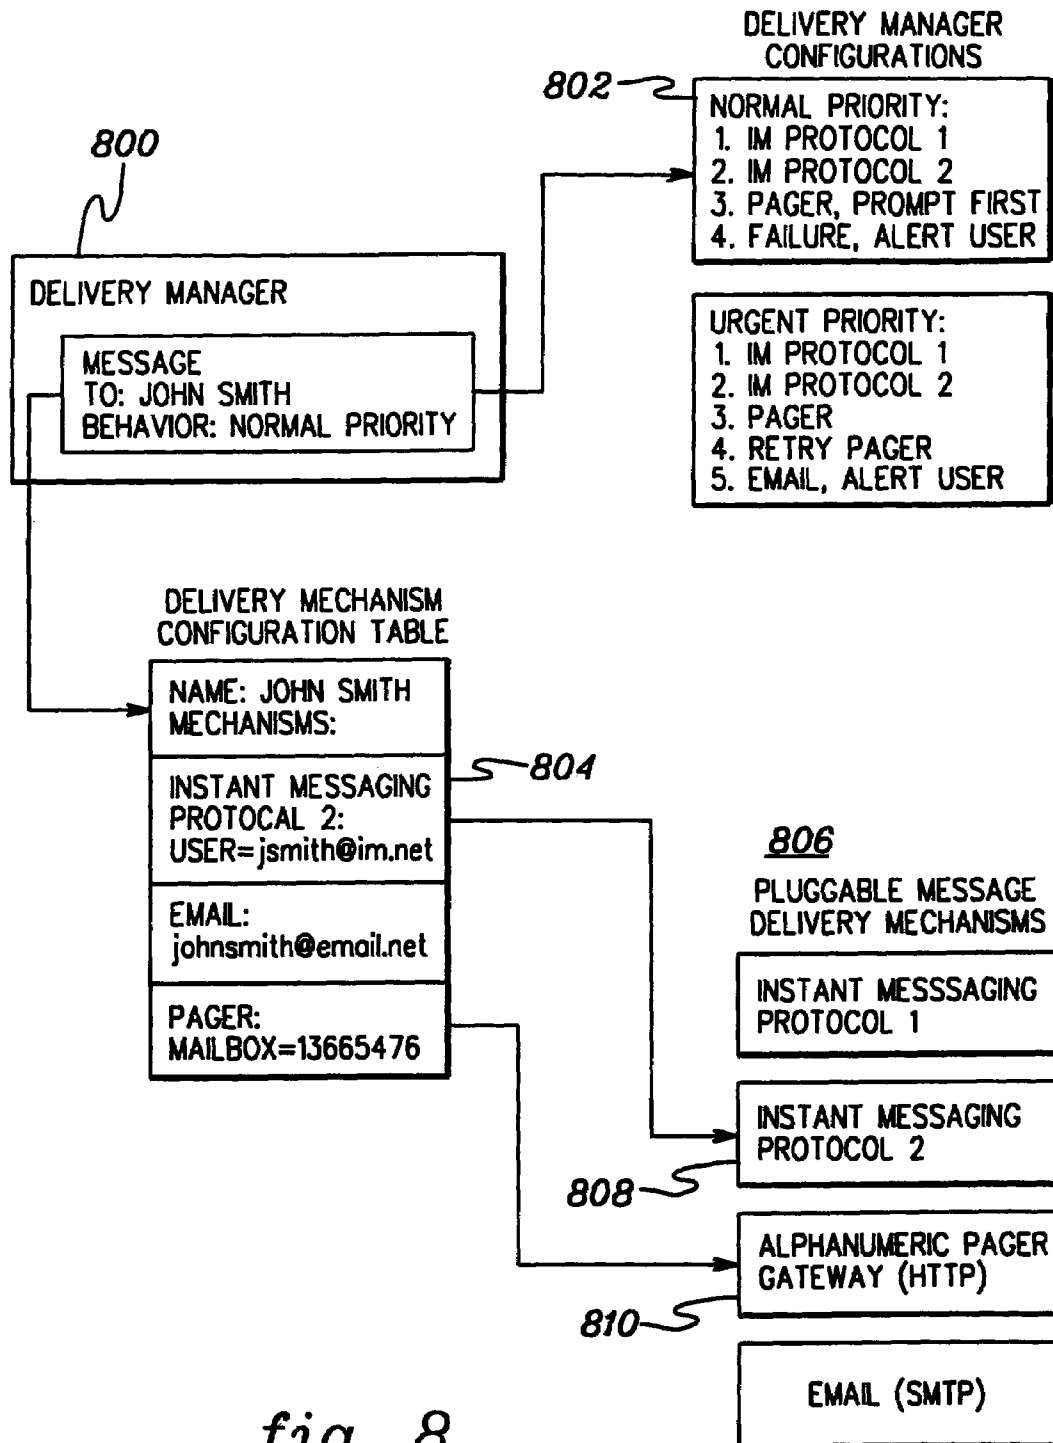 DELIVERY MANAGER
CONFIGURATIONS
802
NORMAL PRIORITY:
1. IM PROTOCOL 1
2. IM PROTOCOL 2
3. PAGER, PROMPT FIRST
4. FAILURE, ALERT USER
800
DELIVERY MANAGER
MESSAGE
TO: JOHN SMITH
BEHAVIOR: NORMAL PRIORITY
URGENT PRIORITY:
1. IM PROTOCOL 1
2. IM PROTOCOL 2
3. PAGER
4. RETRY PAGER
5. EMAIL, ALERT USER
DELIVERY MECHANISM
CONFIGURATION TABLE
NAME: JOHN SMITH
MECHANISMS:
804
INSTANT MESSAGING
PROTOCAL 2:
USER=jsmith@im.net
EMAIL:
johnsmith@email.net
PAGER:
MAILBOX=13665476
806
PLUGGABLE MESSAGE
DELIVERY MECHANISMS
INSTANT MESSSAGING
PROTOCOL 1
INSTANT MESSAGING
PROTOCOL 2
808
ALPHANUMERIC PAGER
GATEWAY (HTTP)
810
EMAIL (SMTP)
fig. 8